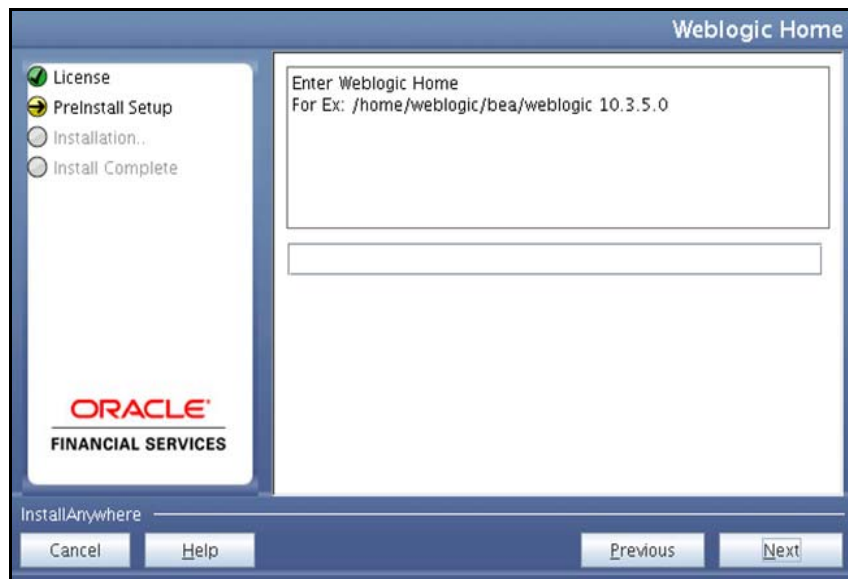 Weblogic Home
License
PreInstall Setup
Installation..
Install Complete
Enter Weblogic Home
For Ex: /home/weblogic/bea/weblogic 10.3.5.0
ORACLE
FINANCIAL SERVICES
InstallAnywhere
Cancel
Help
Previous
Next